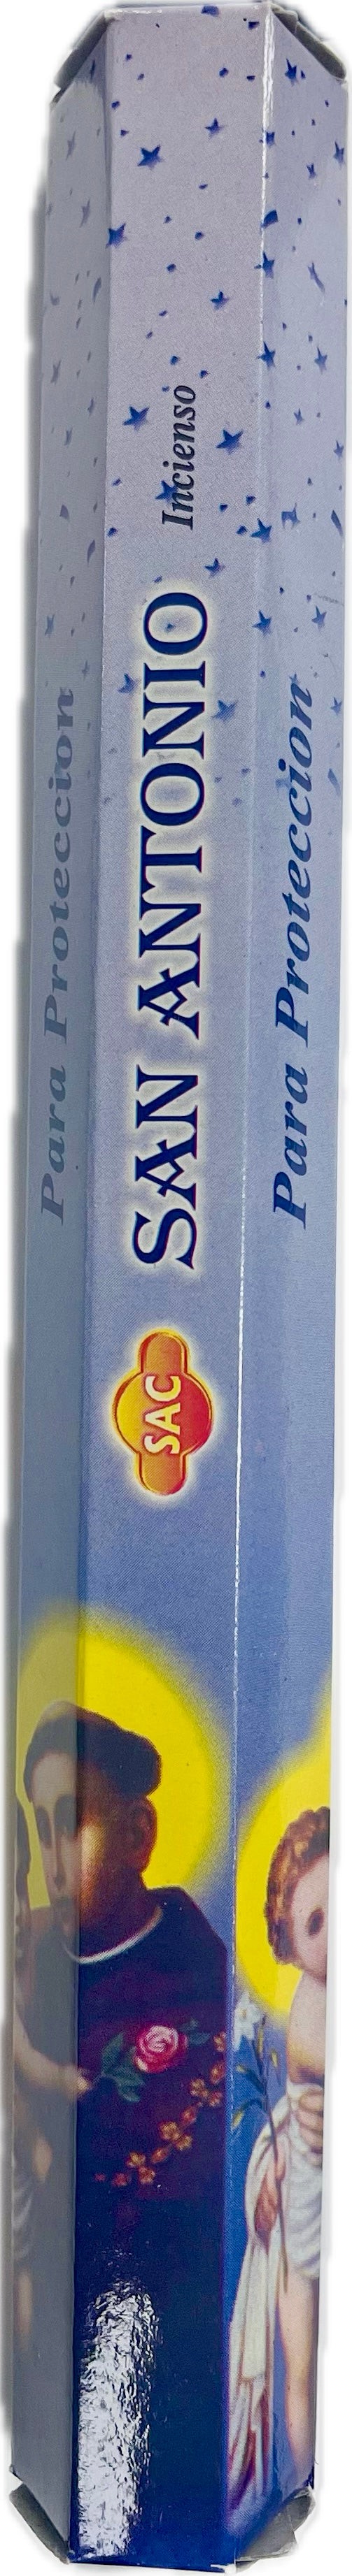 Para Proteccion
SAC
SAN ANTONIO
Incienso
Para Proteccion